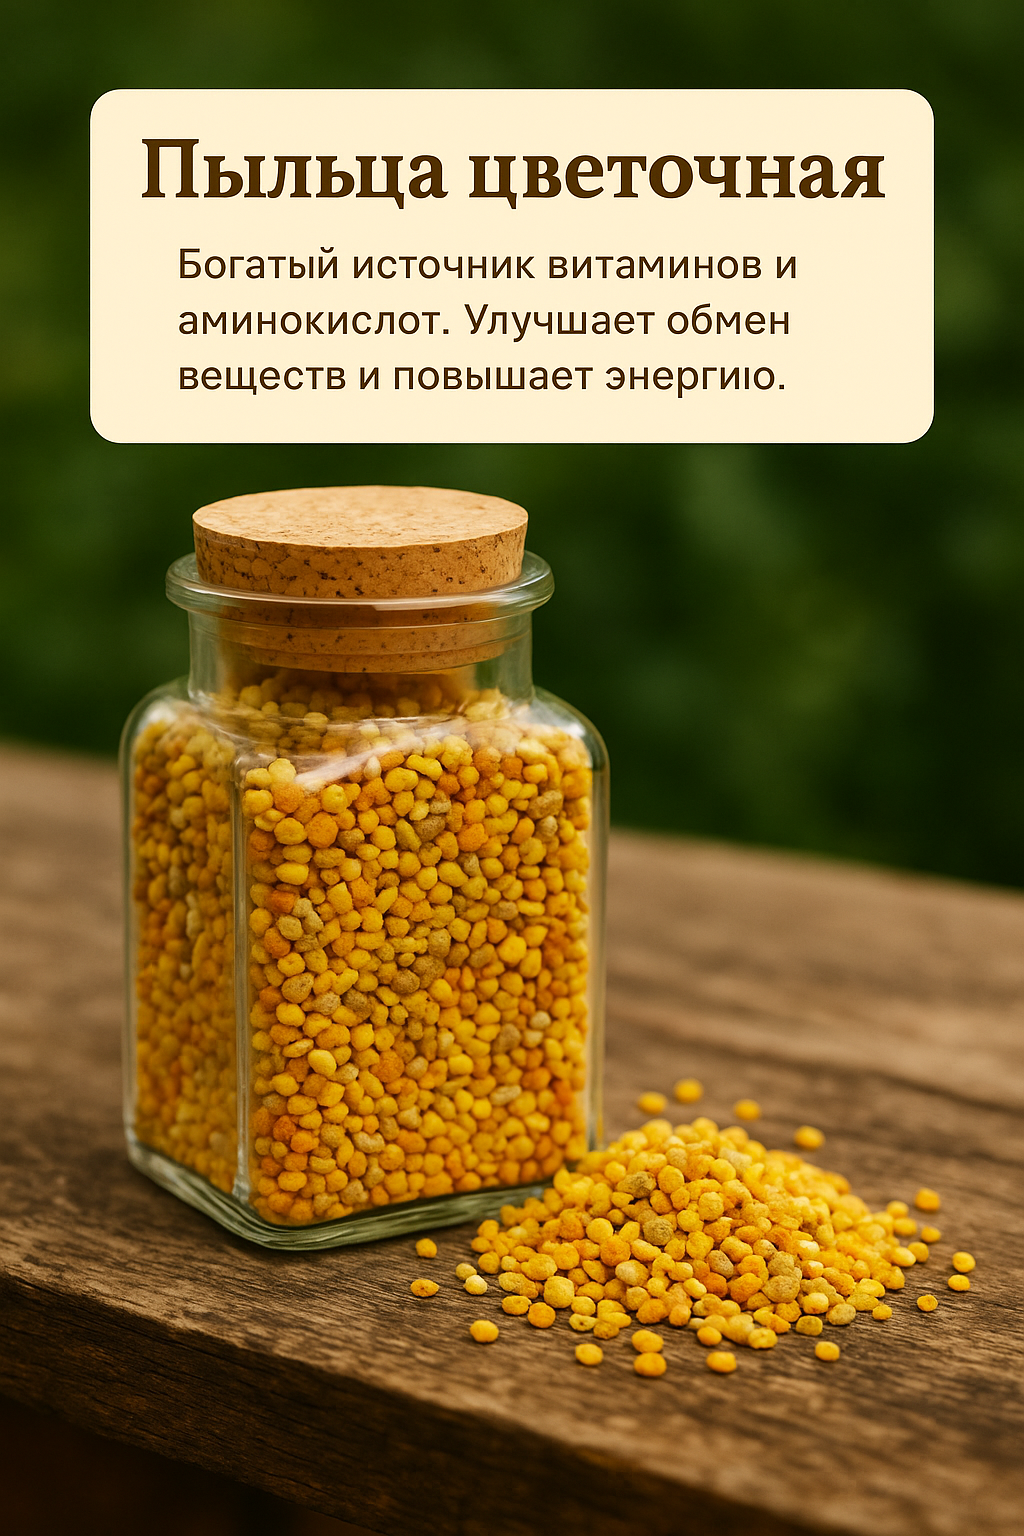 Пыльца цветочная
Богатый источник витаминов и
аминокислот. Улучшает обмен
веществ и повышает энергию.